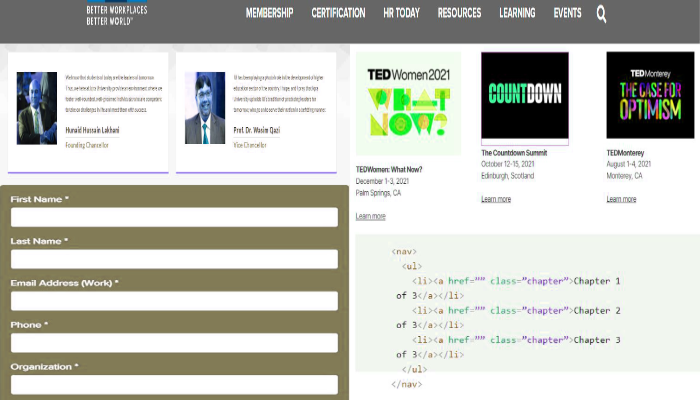 BETTER WORKPLACES
BETTER WORLD®
MEMBERSHIP CERTIFICATION HR TODAY RESOURCES LEARNING EVENTS
Hunaid Hussain Lakhani
Founding Chancellor
Prof. Dr. Wasim Qazi
Vice Chancellor
TEDWomen 2021
WHAT
NOW?
TEDWomen: What Now?
December 1-3, 2021
Palm Springs, CA
Learn more
COUNTDOWN
The Countdown Summit
October 12-15, 2021
Edinburgh, Scotland
Learn more
TEDMonterey
THE CASE FOR
OPTIMISM
TEDMonterey
August 1-4, 2021
Monterey, CA
Learn more
First Name *
Last Name *
Email Address (Work) *
Phone *
Organization *
<nav>
<ul>
<li><a href="" class="chapter">Chapter 1
of 3</a></li>
<li><a href="" class="chapter">Chapter 2
of 3</a></li>
<li><a href="" class="chapter">Chapter 3
of 3</a></li>
</ul>
</nav>